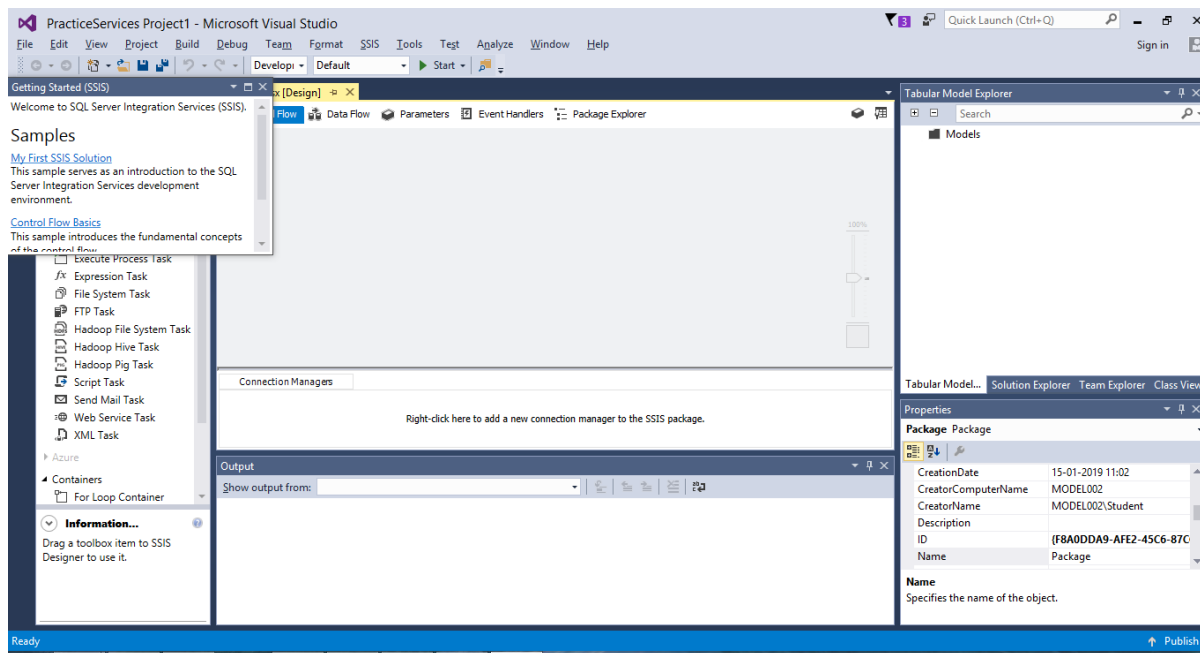 PracticeServices Project1 - Microsoft Visual Studio
3
Quick Launch (Ctrl+Q)
File Edit View Project Build Debug Team Format SSIS Tools Test Analyze Window Help
Sign in
Default
Start
Getting Started (SSIS)
Welcome to SQL Server Integration Services (SSIS).
Samples
My First SSIS Solution
This sample serves as an introduction to the SQL
Server Integration Services development
environment.
Control Flow Basics
This sample introduces the fundamental concepts
of the control flow
[Design]
Flow Data Flow Parameters Event Handlers Package Explorer
100%
Execute Process Task
fx Expression Task
File System Task
FTP Task
Hadoop File System Task
Hadoop Hive Task
Hadoop Pig Task
Script Task
Send Mail Task
Web Service Task
XML Task
Azure
Containers
For Loop Container
Information...
Drag a toolbox item to SSIS
Designer to use it.
Connection Managers
Right-click here to add a new connection manager to the SSIS package.
Output
Show output from:
Tabular Model Explorer
Search
Models
Tabular Model... Solution Explorer Team Explorer Class View
Properties
Package Package
CreationDate 15-01-2019 11:02
CreatorComputerName MODEL002
CreatorName MODEL002\Student
Description
ID {F8A0DDA9-AFE2-45C6-87C
Name Package
Name
Specifies the name of the object.
Ready
Publish